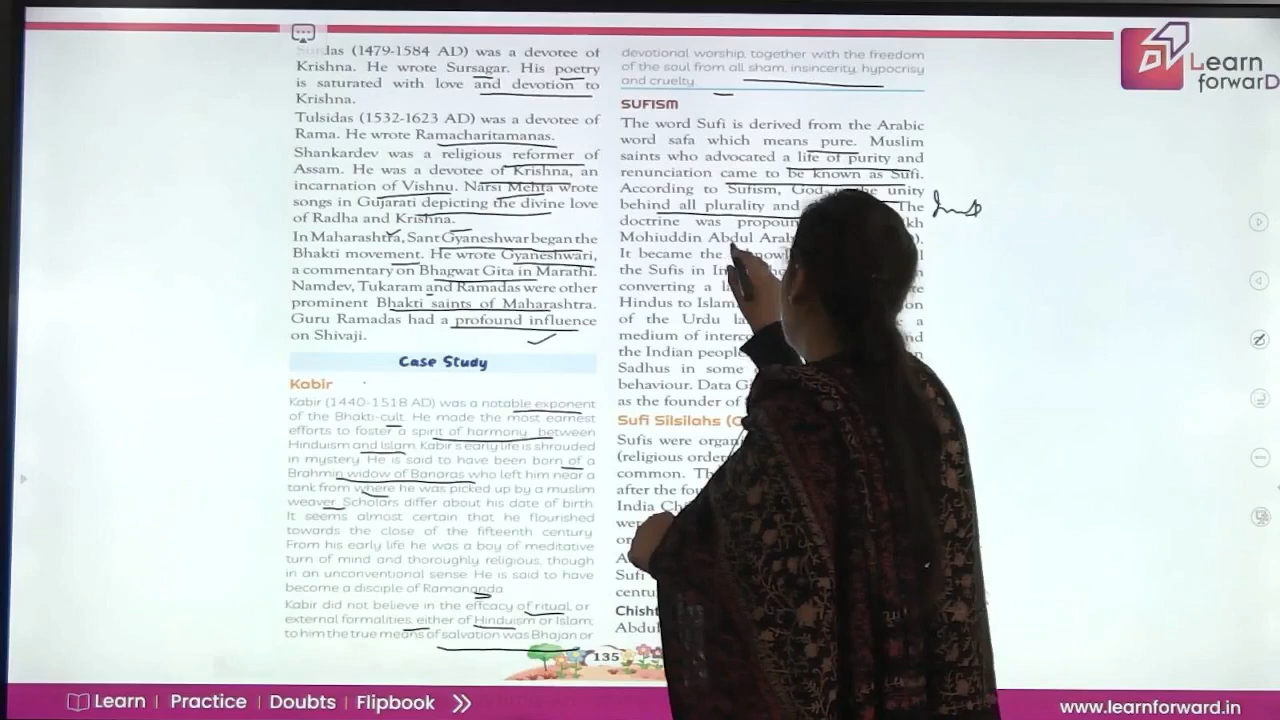 Surdas (1479-1584 AD) was a devotee of
Krishna. He wrote Sursagar. His poetry
is saturated with love and devotion to
Krishna.
Tulsidas (1532-1623 AD) was a devotee of
Rama. He wrote Ramacharitamanas.
Shankardev was a religious reformer of
Assam. He was a devotee of Krishna, an
incarnation of Vishnu. Narsi Mehta wrote
songs in Gujarati depicting the divine love
of Radha and Krishna.
In Maharashtra, Sant Gyaneshwar began the
Bhakti movement. He wrote Gyaneshwari,
a commentary on Bhagwat Gita in Marathi.
Namdev, Tukaram and Ramadas were other
prominent Bhakti saints of Maharashtra.
Guru Ramadas had a profound influence
on Shivaji.
Case Study
Kabir
Kabir (1440-1518 AD) was a notable exponent
of the Bhakti-cult. He made the most earnest
efforts to foster a spirit of harmony between
Hinduism and Islam. Kabir's early life is shrouded
in mystery. He is said to have been born of a
Brahmin widow of Banaras who left him near a
tank from where he was picked up by a muslim
weaver. Scholars differ about his date of birth.
It seems almost certain that he flourished
towards the close of the fifteenth century.
From his early life he was a boy of meditative
turn of mind and thoroughly religious, though
in an unconventional sense. He is said to have
become a disciple of Ramananda.
Kabir did not believe in the effcacy of ritual, or
external formalities, either of Hinduism or Islam;
to him the true means of salvation was Bhajan or
135
devotional worship, together with the freedom
of the soul from all sham, insincerity, hypocrisy
and cruelty.
SUFISM
The word Sufi is derived from the Arabic
word safa which means pure. Muslim
saints who advocated a life of purity and
renunciation came to be known as Sufi.
According to Sufism, God is the unity
behind all plurality and The
doctrine was
Mohiuddin Abdul
It became the
the Sufis in
converting a
Hindus to Islam
of the Urdu a
medium of
the Indian people
Sadhus in some
behaviour. Data
as the founder of
Sufi Silsilahs
Sufis were
(religious
common.
after the
India
Sufi
Abdul
Learn
forwarD
Learn | Practice | Doubts | Flipbook
www.learnforward.in